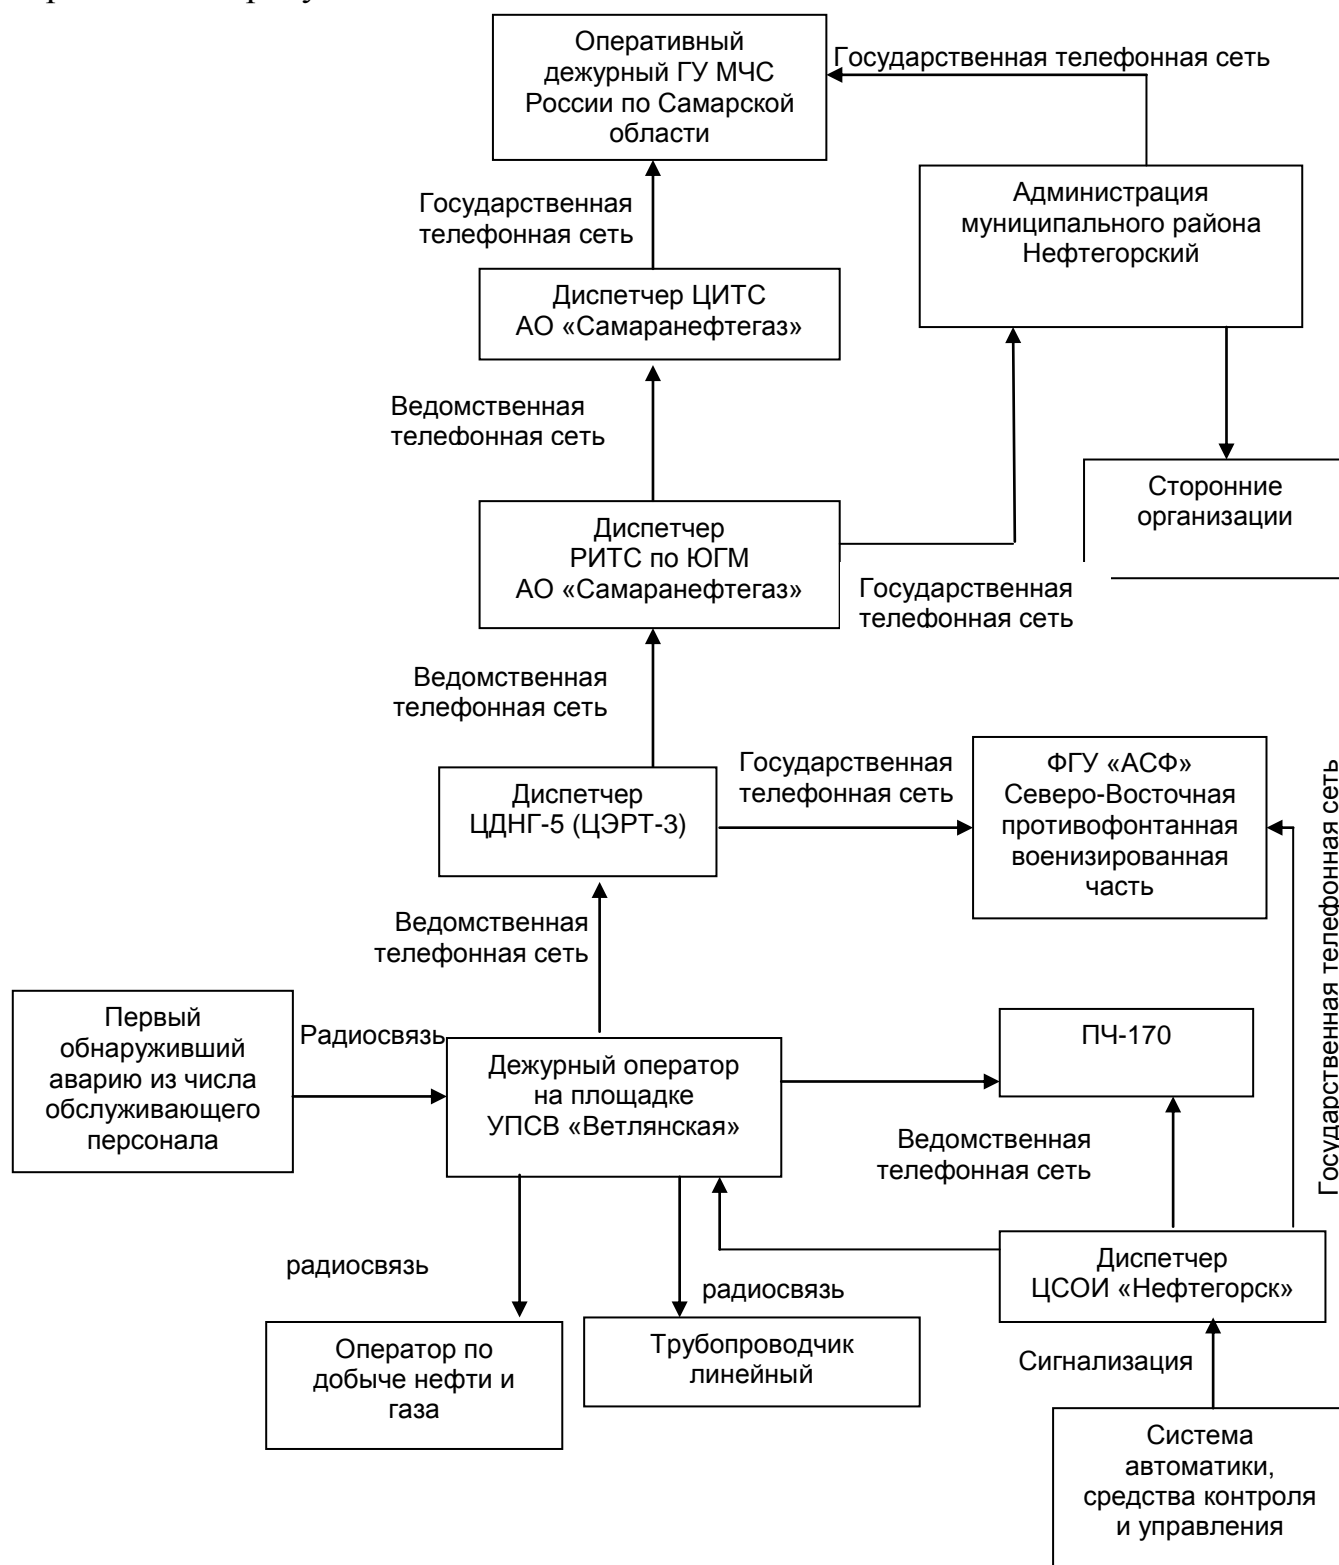 Оперативный
дежурный ГУ МЧС
России по Самарской
области
Государственная телефонная сеть
Администрация
муниципального района
Нефтегорский
Государственная
телефонная сеть
Диспетчер ЦИТС
АО «Самаранефтегаз»
Ведомственная
телефонная сеть
Сторонние
организации
Диспетчер
РИТС по ЮГМ
АО «Самаранефтегаз»
Государственная
телефонная сеть
Ведомственная
телефонная сеть
Государственная
телефонная сеть
ФГУ «АСФ»
Северо-Восточная
противофонтанная
военизированная
часть
Государственная телефонная сеть
Диспетчер
ЦДНГ-5 (ЦЭРТ-3)
Ведомственная
телефонная сеть
Первый
обнаруживший
аварию из числа
обслуживающего
персонала
Радиосвязь
Дежурный оператор
на площадке
УПСВ «Ветлянская»
ПЧ-170
Ведомственная
телефонная сеть
радиосвязь
радиосвязь
Диспетчер
ЦСОИ «Нефтегорск»
Оператор по
добыче нефти и
газа
Трубопроводчик
линейный
Сигнализация
Система
автоматики,
средства контроля
и управления